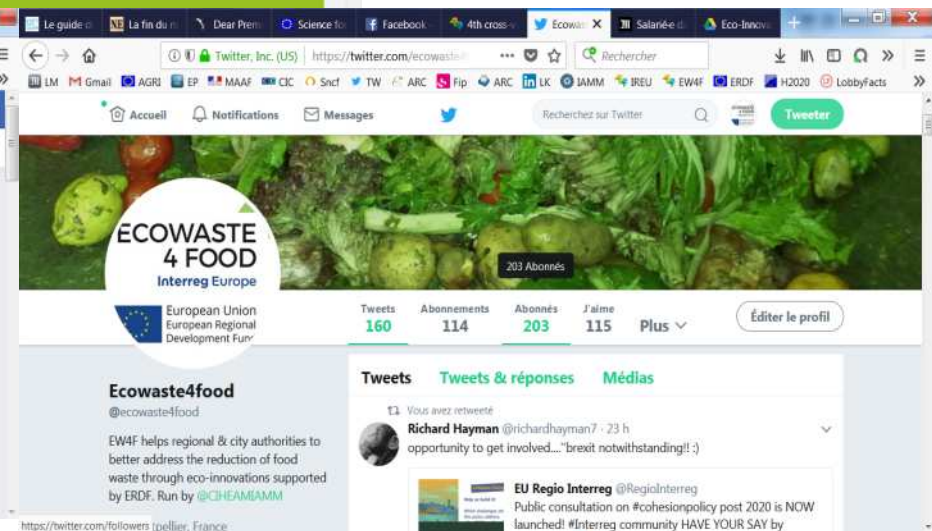 Le guide
La fin du
Dear Prem
Science fo
Facebook
4th cross-v
Ecowas
Salarié-e d
Eco-Innova
Twitter, Inc. (US)
https://twitter.com/ecowaste
Rechercher
LM
Gmail
AGRI
EP
MAAF
CIC
Sncf
TW
ARC
Fip
ARC
LK
IAMM
IREU
EW4F
ERDF
H2020
LobbyFacts
Accueil
Notifications
Messages
Recherchez sur Twitter
Tweeter
ECOWASTE
4 FOOD
Interreg Europe
European Union
European Regional
Development Fund
203 Abonnés
Tweets
160
Abonnements
114
Abonnés
203
J'aime
115
Plus
Éditer le profil
Ecowaste4food
@ecowaste4food
EW4F helps regional & city authorities to
better address the reduction of food
waste through eco-innovations supported
by ERDF. Run by @CIHEAMIAMM
https://twitter.com/followers
pellier, France
Tweets
Tweets & réponses
Médias
Vous avez retweeté
Richard Hayman @richardhayman7 · 23 h
opportunity to get involved...."brexit notwithstanding!! :)
EU Regio Interreg @RegioInterreg
Public consultation on #cohesionpolicy post 2020 is NOW
launched! #Interreg community HAVE YOUR SAY by